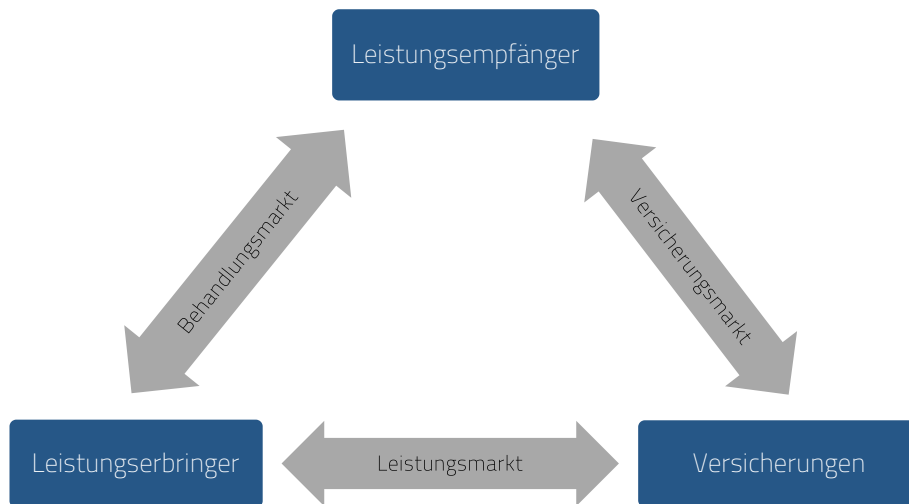 Leistungsempfänger
Behandlungsmarkt
Versicherungsmarkt
Leistungserbringer
Leistungsmarkt
Versicherungen